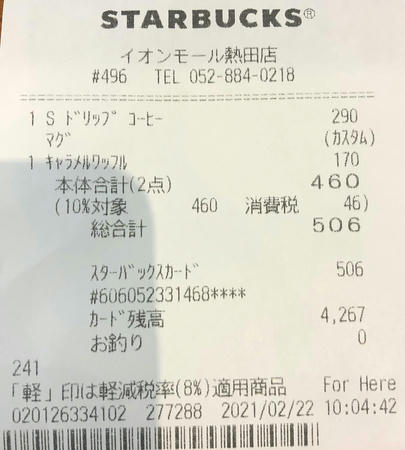 STARBUCKS®
イオンモール熱田店
#496 TEL 052-884-0218
1 S ﾄﾞﾘｯﾌﾟ ｺｰﾋｰ 290
ﾏｸﾞ (ｶｽﾀﾑ)
1 ｷｬﾗﾒﾙﾜｯﾌﾙ 170
本体合計(2点) 460
(10%対象 460 消費税 46)
総合計 506
ｽﾀｰﾊﾞｯｸｽｶｰﾄﾞ 506
#606052331468****
ｶｰﾄﾞ残高 4,267
お釣り 0
241
「軽」印は軽減税率(8%)適用商品 For Here
020126334102 277288 2021/02/22 10:04:42